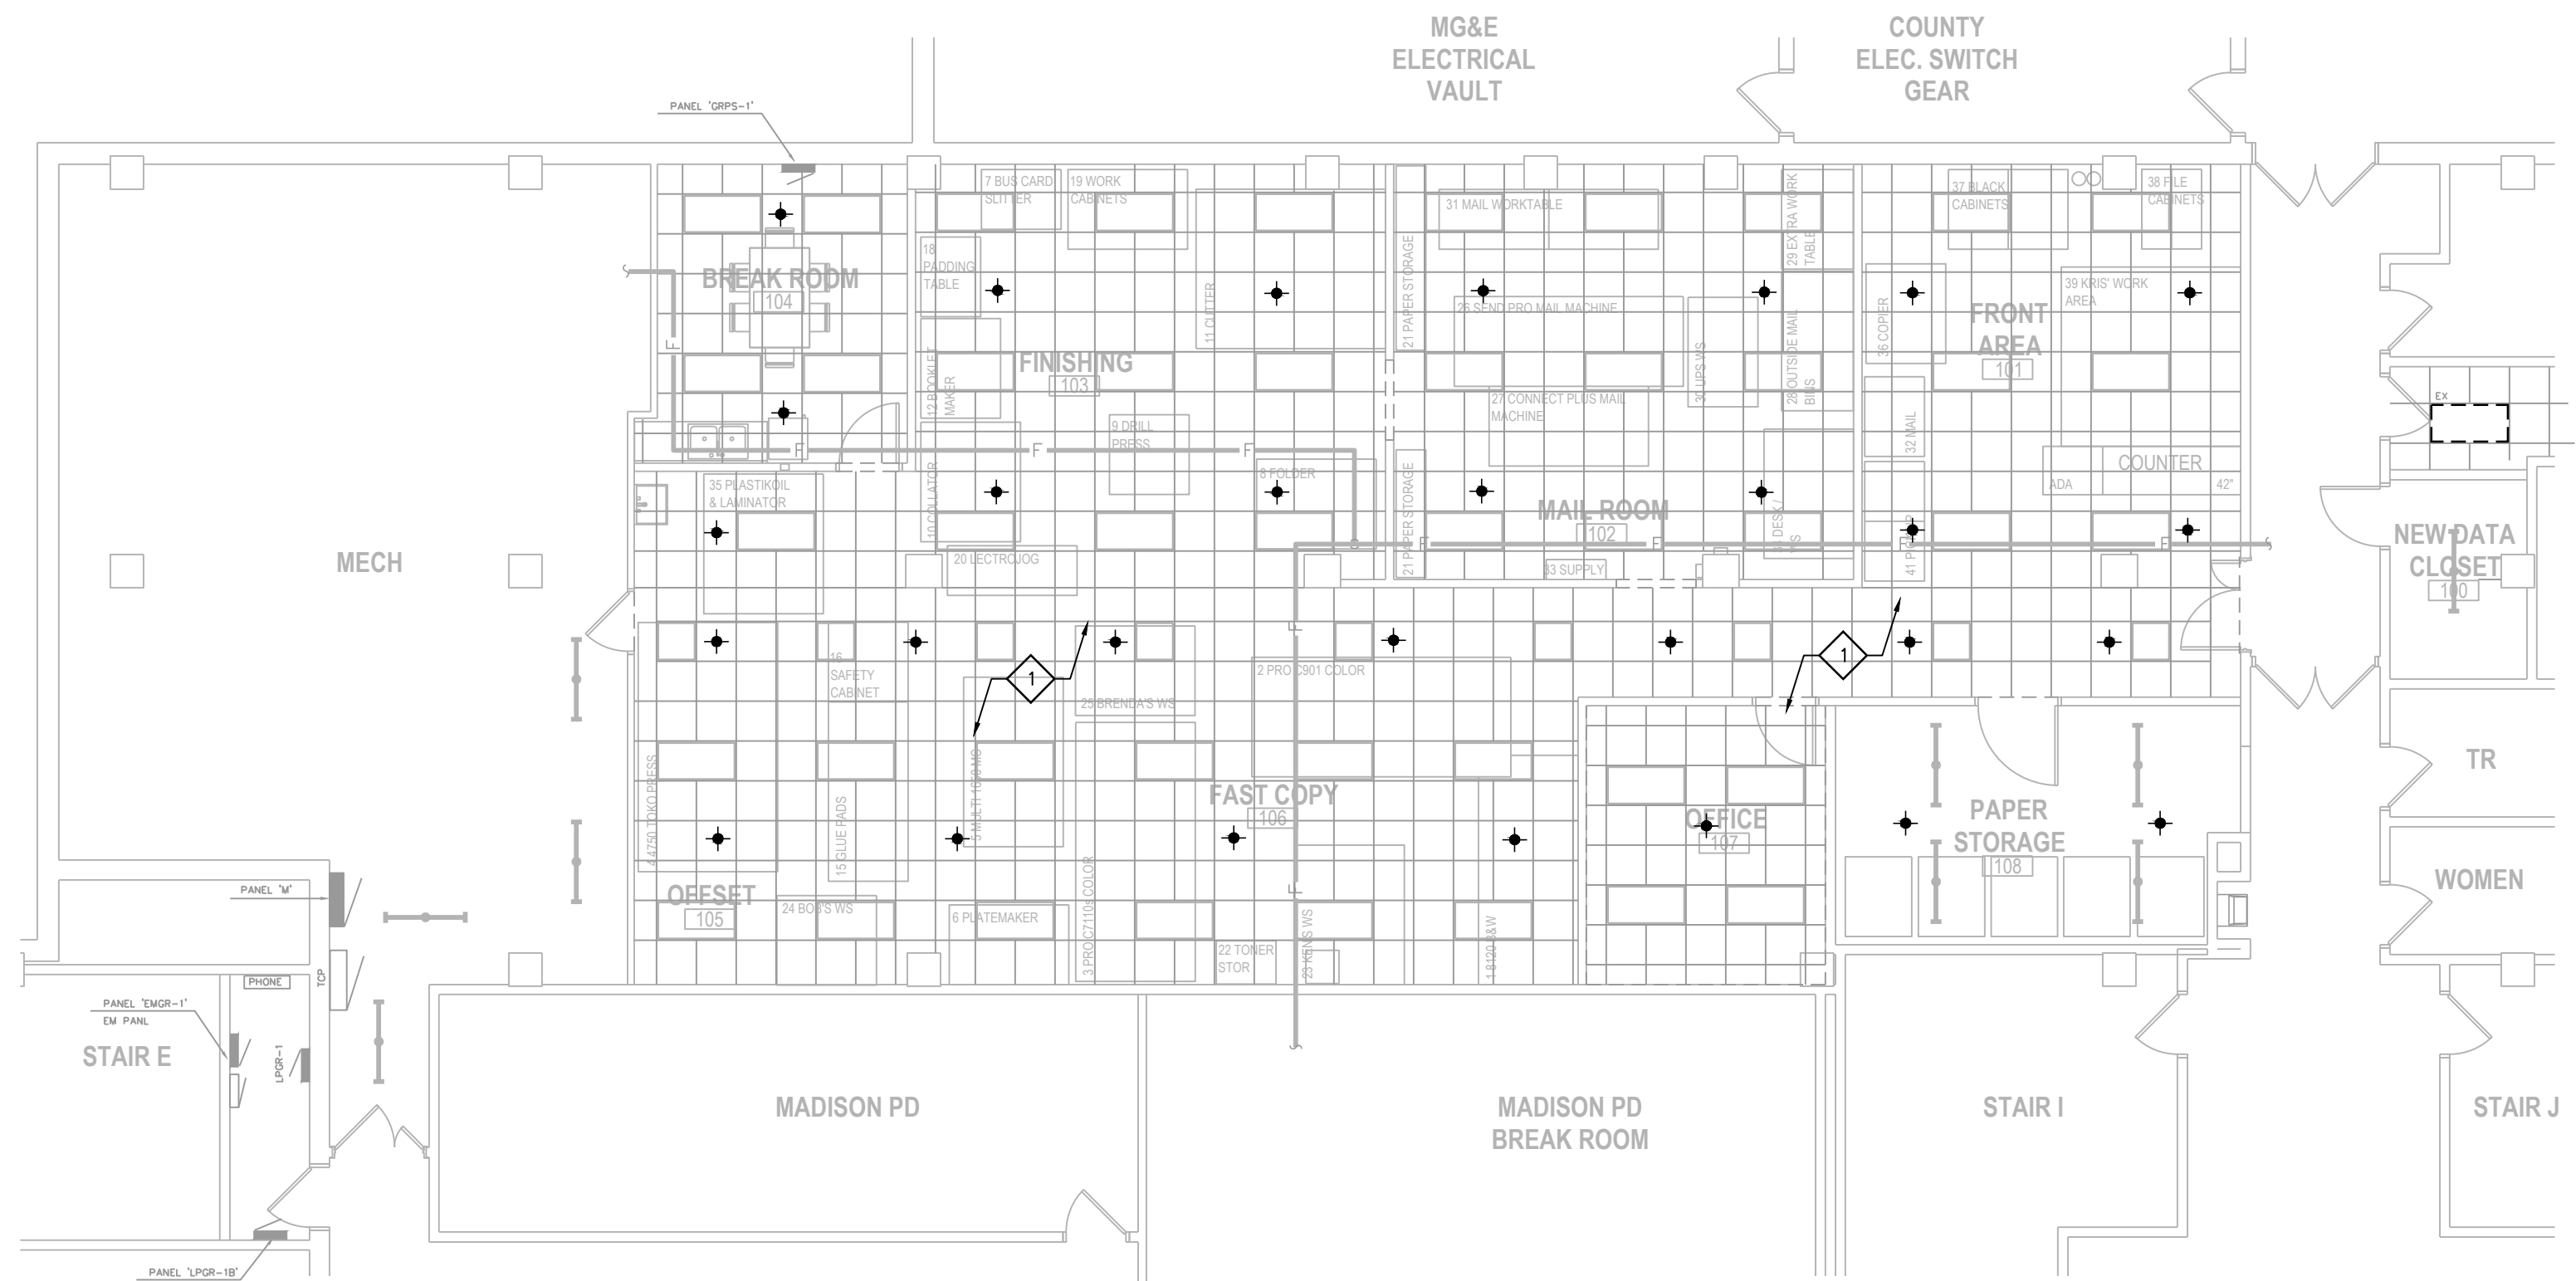 MG&E
ELECTRICAL
VAULT
COUNTY
ELEC. SWITCH
GEAR
PANEL 'GRPS-1'
7 BUS CARD
SLITTER
19 WORK
CABINETS
31 MAIL WORKTABLE
29 EXTRA WORK
TABLE
37 BLACK
CABINETS
38 FILE
CABINETS
18
PADDING
TABLE
BREAK ROOM
104
21 PAPER STORAGE
11 CUTTER
26 SEND PRO MAIL MACHINE
39 KRIS' WORK
AREA
FRONT
AREA
101
36 COPIER
F
FINISHING
103
12 BOOKLET
MAKER
30 UPS WS
28 OUTSIDE MAIL
BINS
27 CONNECT PLUS MAIL
MACHINE
EX
9 DRILL
PRESS
32 MAIL
F
F
F
COUNTER
ADA
42"
35 PLASTIKOIL
& LAMINATOR
10 COLLATOR
8 FOLDER
21 PAPER STORAGE
MAIL ROOM
102
F
F
F
F
NEW DATA
CLOSET
100
MECH
20 LECTROJOG
33 SUPPLY
F
16
SAFETY
CABINET
1
1
2 PRO C901 COLOR
25 BRENDA'S WS
4 4750 TOKO PRESS
15 GLUE PADS
FAST COPY
106
OFFICE
107
PAPER
STORAGE
108
TR
3 PRO C7110s COLOR
F
WOMEN
PANEL 'M'
OFFSET
105
24 BOB'S WS
6 PLATEMAKER
22 TONER
STOR
23 KENS WS
1 8120 B&W
PHONE
TCP
PANEL 'EMGR-1'
EM PANL
LPGR-1
STAIR E
MADISON PD
MADISON PD
BREAK ROOM
STAIR I
STAIR J
PANEL 'LPGR-1B'